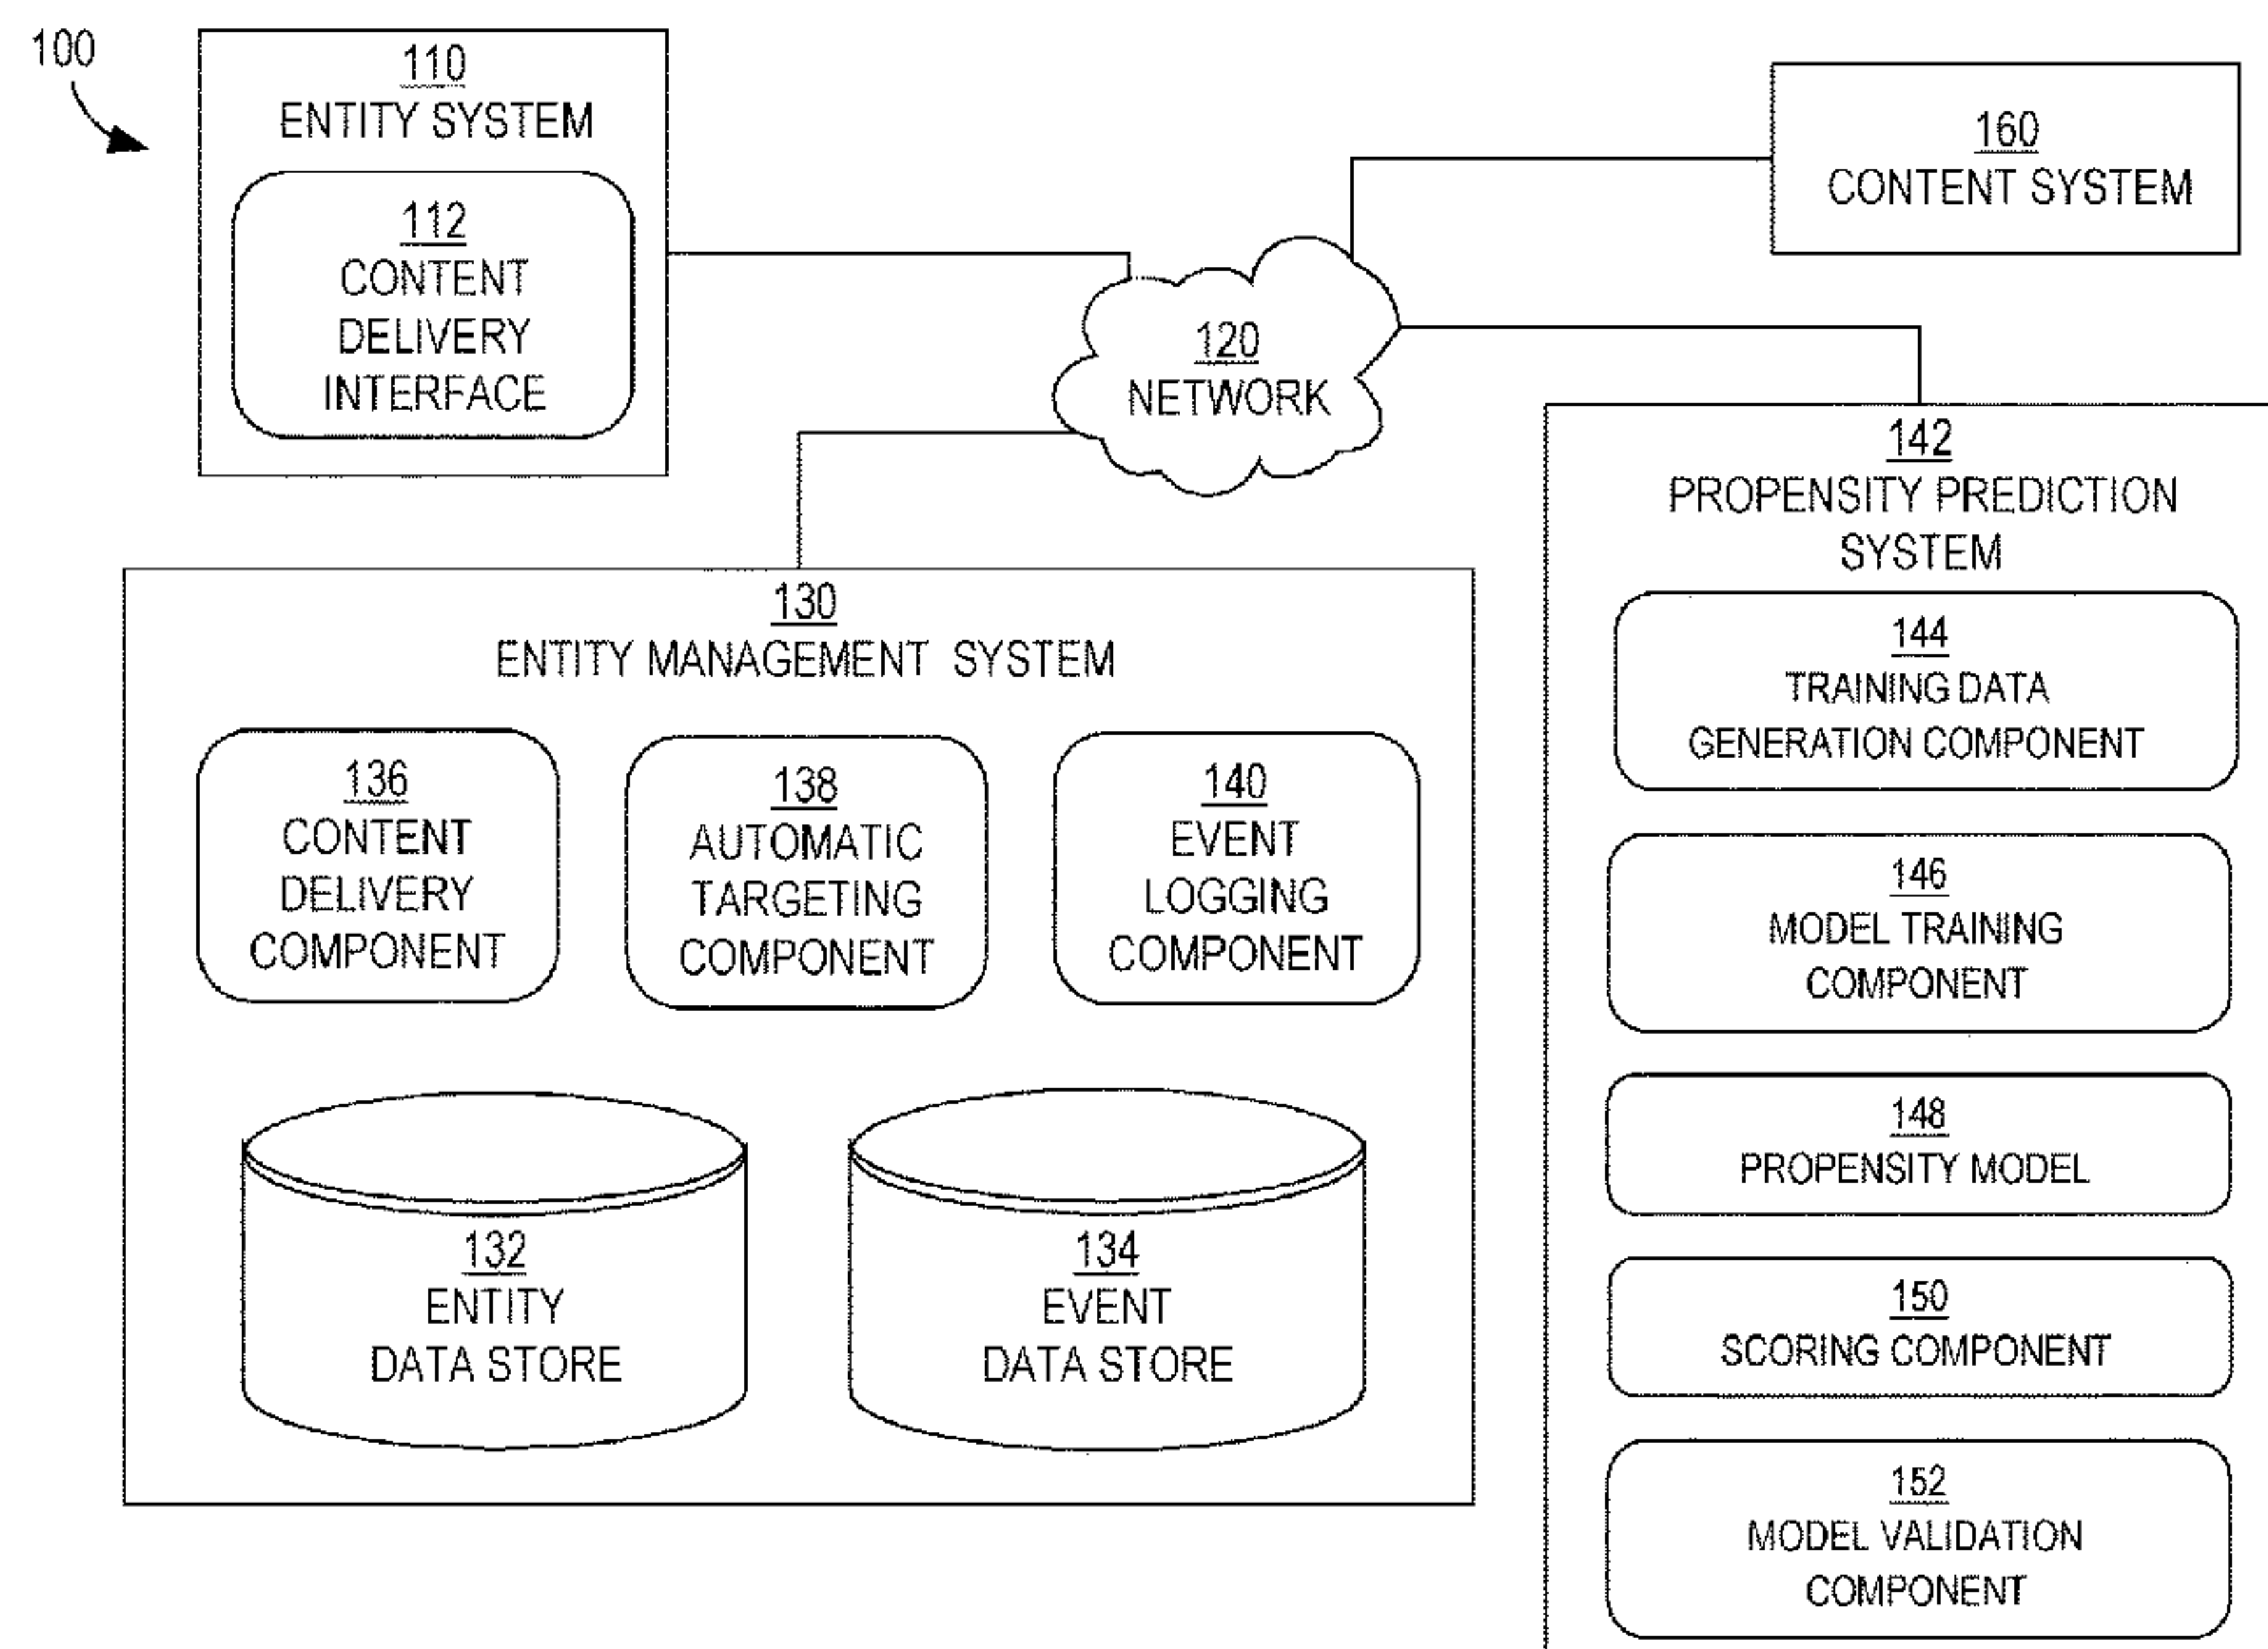 100
110
ENTITY SYSTEM
112
CONTENT
DELIVERY
INTERFACE
160
CONTENT SYSTEM
120
NETWORK
130
ENTITY MANAGEMENT SYSTEM
136
CONTENT
DELIVERY
COMPONENT
138
AUTOMATIC
TARGETING
COMPONENT
140
EVENT
LOGGING
COMPONENT
132
ENTITY
DATA STORE
134
EVENT
DATA STORE
142
PROPENSITY PREDICTION
SYSTEM
144
TRAINING DATA
GENERATION COMPONENT
146
MODEL TRAINING
COMPONENT
148
PROPENSITY MODEL
150
SCORING COMPONENT
152
MODEL VALIDATION
COMPONENT